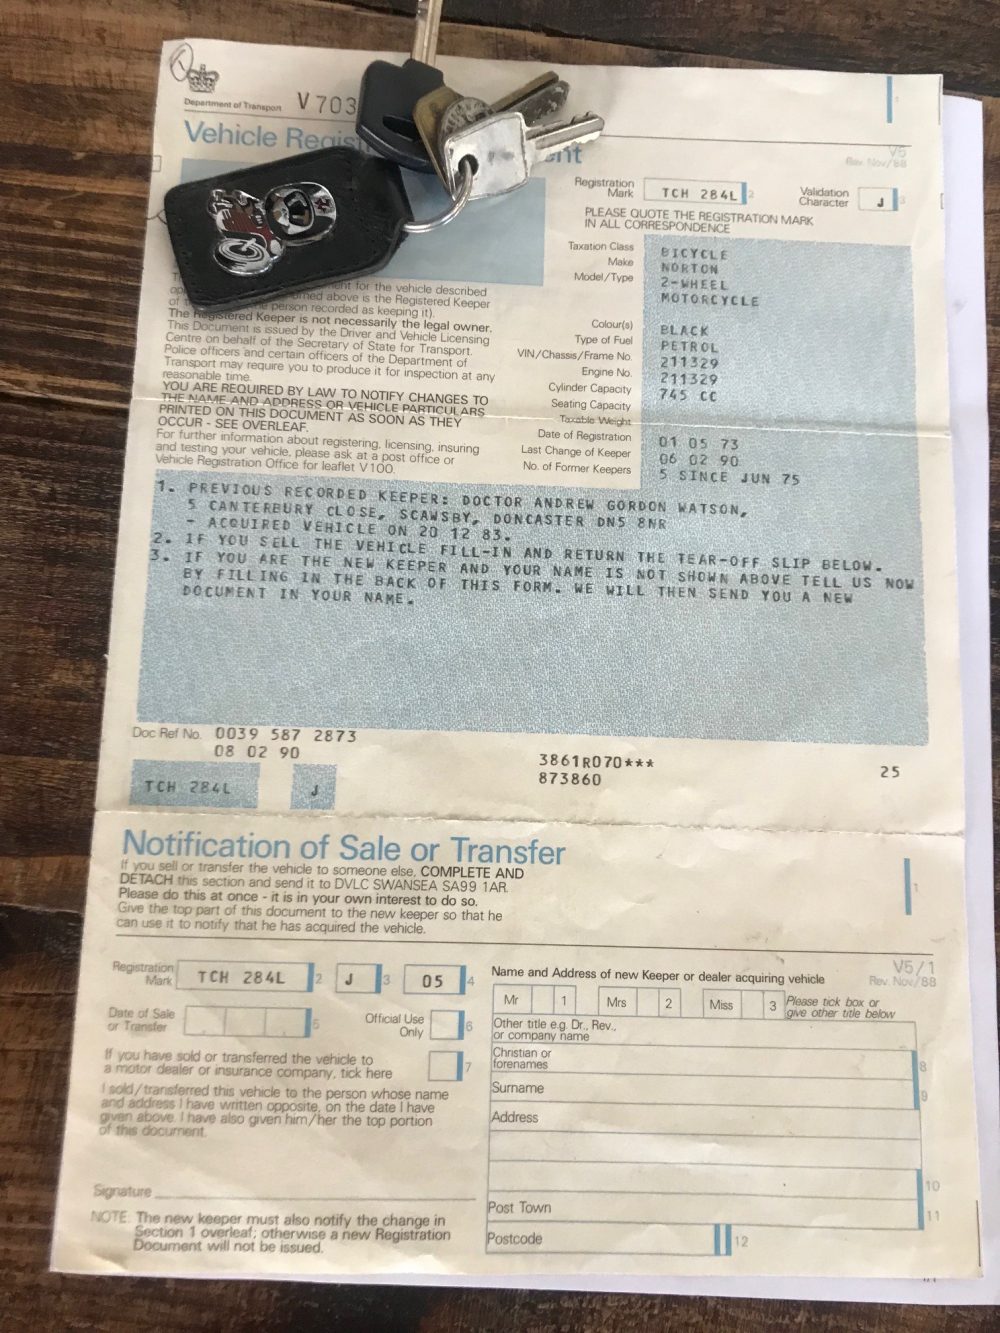 Department of Transport V 703
Vehicle Regist
V5
Rev. Nov/88
Registration Mark TCH 284L 2
Validation Character J 3
PLEASE QUOTE THE REGISTRATION MARK
IN ALL CORRESPONDENCE
Taxation Class BICYCLE
Make NORTON
Model/Type 2-WHEEL
MOTORCYCLE
Colour(s) BLACK
Type of Fuel PETROL
VIN/Chassis/Frame No. 211329
Engine No. 211329
Cylinder Capacity 745 CC
Seating Capacity
Taxable Weight
Date of Registration 01 05 73
Last Change of Keeper 06 02 90
No. of Former Keepers 5 SINCE JUN 75
ment for the vehicle described
named above is the Registered Keeper
of the person recorded as keeping it).
The Registered Keeper is not necessarily the legal owner.
This Document is issued by the Driver and Vehicle Licensing
Centre on behalf of the Secretary of State for Transport.
Police officers and certain officers of the Department of
Transport may require you to produce it for inspection at any
reasonable time.
YOU ARE REQUIRED BY LAW TO NOTIFY CHANGES TO
THE NAME AND ADDRESS OR VEHICLE PARTICULARS
PRINTED ON THIS DOCUMENT AS SOON AS THEY
OCCUR - SEE OVERLEAF.
For further information about registering, licensing, insuring
and testing your vehicle, please ask at a post office or
Vehicle Registration Office for leaflet V100.
1. PREVIOUS RECORDED KEEPER: DOCTOR ANDREW GORDON WATSON,
5 CANTERBURY CLOSE, SCAWSBY, DONCASTER DN5 8NR
- ACQUIRED VEHICLE ON 20 12 83.
2. IF YOU SELL THE VEHICLE FILL-IN AND RETURN THE TEAR-OFF SLIP BELOW.
3. IF YOU ARE THE NEW KEEPER AND YOUR NAME IS NOT SHOWN ABOVE TELL US NOW
BY FILLING IN THE BACK OF THIS FORM. WE WILL THEN SEND YOU A NEW
DOCUMENT IN YOUR NAME.
Doc Ref No. 0039 587 2873
08 02 90
3861R070***
873860
25
TCH 284L J
Notification of Sale or Transfer
If you sell or transfer the vehicle to someone else, COMPLETE AND
DETACH this section and send it to DVLC SWANSEA SA99 1AR.
Please do this at once - it is in your own interest to do so.
Give the top part of this document to the new keeper so that he
can use it to notify that he has acquired the vehicle.
1
V5/1
Rev. Nov/88
Registration Mark TCH 284L 2 J 3 05 4
Date of Sale or Transfer 5
Official Use Only 6
If you have sold or transferred the vehicle to
a motor dealer or insurance company, tick here 7
I sold/transferred this vehicle to the person whose name
and address I have written opposite, on the date I have
given above. I have also given him/her the top portion
of this document.
Signature
NOTE: The new keeper must also notify the change in
Section 1 overleaf; otherwise a new Registration
Document will not be issued.
Name and Address of new Keeper or dealer acquiring vehicle
Mr 1 Mrs 2 Miss 3 Please tick box or
give other title below
Other title e.g. Dr., Rev.,
or company name
Christian or
forenames 8
Surname 9
Address
10
Post Town 11
Postcode 12